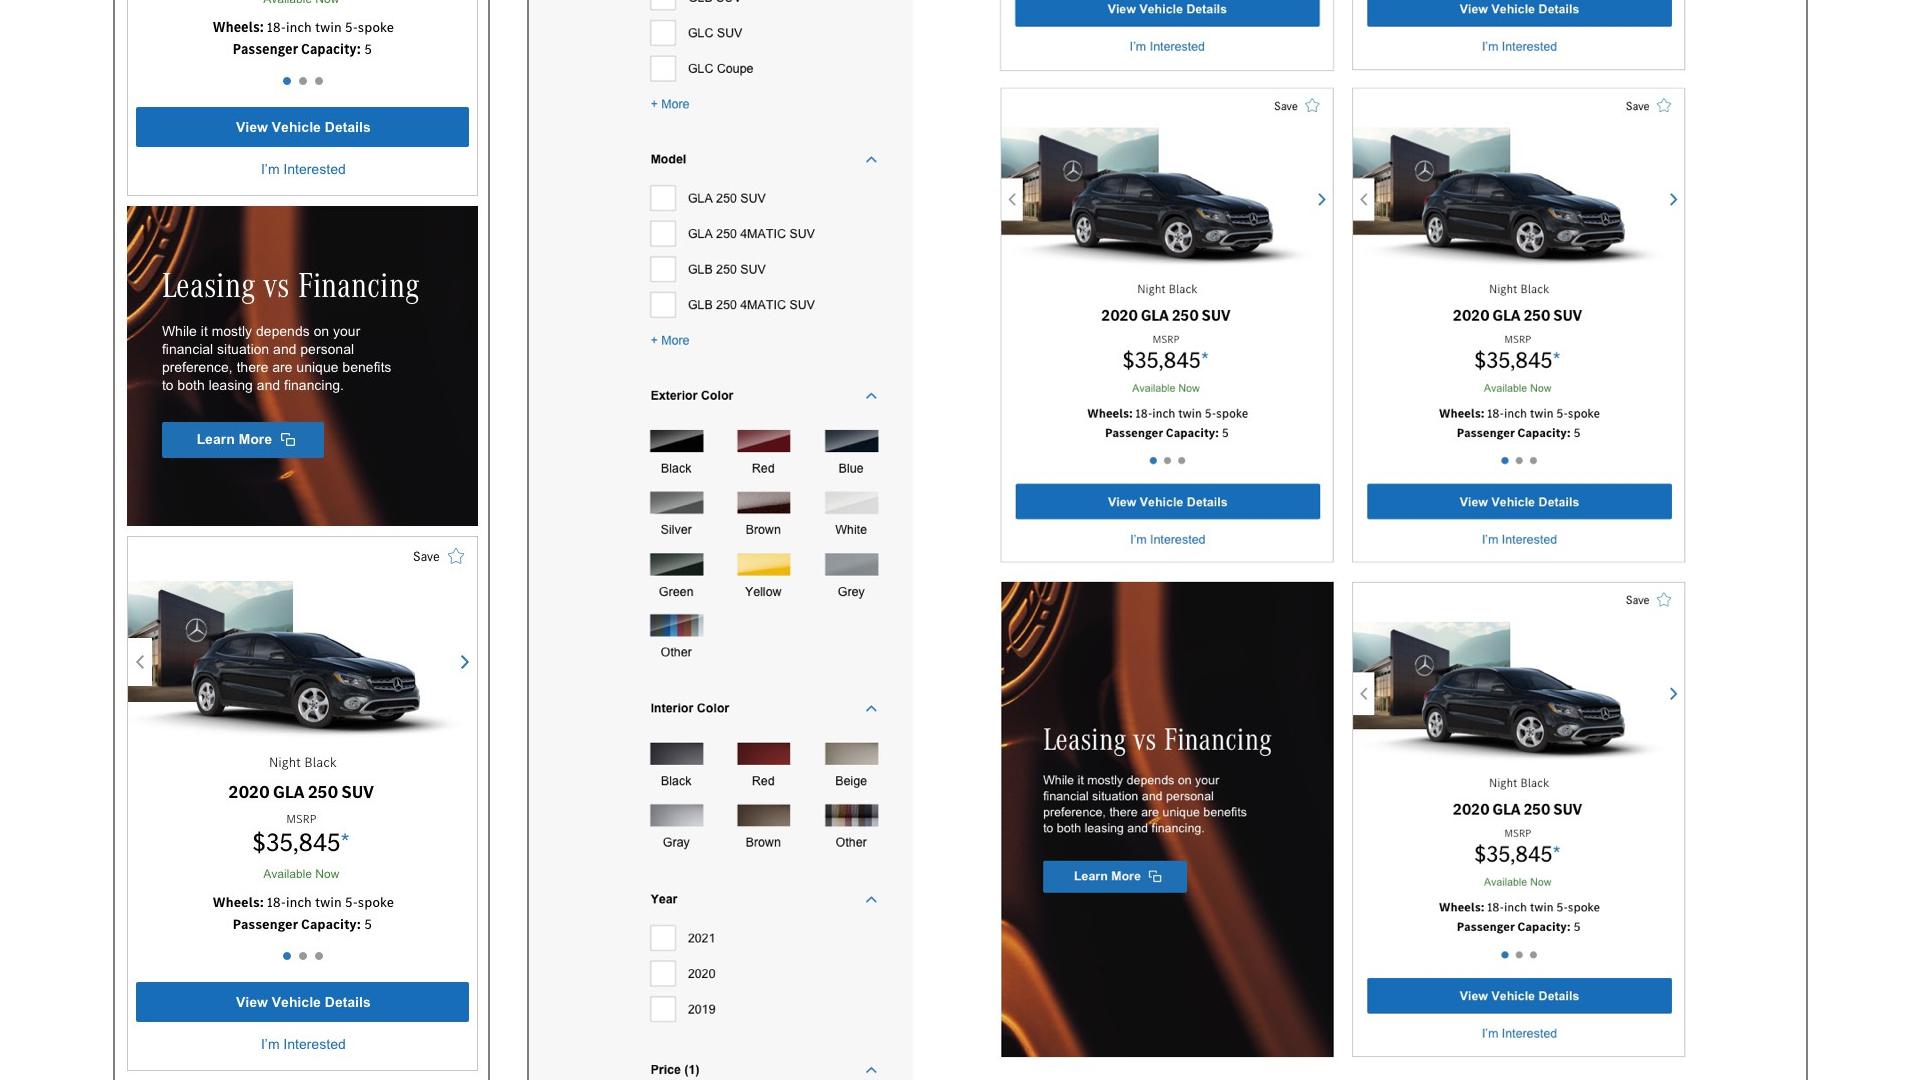 Available Now
Wheels: 18-inch twin 5-spoke
Passenger Capacity: 5
View Vehicle Details
I'm Interested
Leasing vs Financing
While it mostly depends on your
financial situation and personal
preference, there are unique benefits
to both leasing and financing.
Learn More
Save
Night Black
2020 GLA 250 SUV
MSRP
$35,845*
Available Now
Wheels: 18-inch twin 5-spoke
Passenger Capacity: 5
View Vehicle Details
I'm Interested
GLB SUV
GLC SUV
GLC Coupe
+ More
Model
GLA 250 SUV
GLA 250 4MATIC SUV
GLB 250 SUV
GLB 250 4MATIC SUV
+ More
Exterior Color
Black
Red
Blue
Silver
Brown
White
Green
Yellow
Grey
Other
Interior Color
Black
Red
Beige
Gray
Brown
Other
Year
2021
2020
2019
Price (1)
View Vehicle Details
I'm Interested
View Vehicle Details
I'm Interested
Save
Night Black
2020 GLA 250 SUV
MSRP
$35,845*
Available Now
Wheels: 18-inch twin 5-spoke
Passenger Capacity: 5
View Vehicle Details
I'm Interested
Save
Night Black
2020 GLA 250 SUV
MSRP
$35,845*
Available Now
Wheels: 18-inch twin 5-spoke
Passenger Capacity: 5
View Vehicle Details
I'm Interested
Leasing vs Financing
While it mostly depends on your
financial situation and personal
preference, there are unique benefits
to both leasing and financing.
Learn More
Save
Night Black
2020 GLA 250 SUV
MSRP
$35,845*
Available Now
Wheels: 18-inch twin 5-spoke
Passenger Capacity: 5
View Vehicle Details
I'm Interested